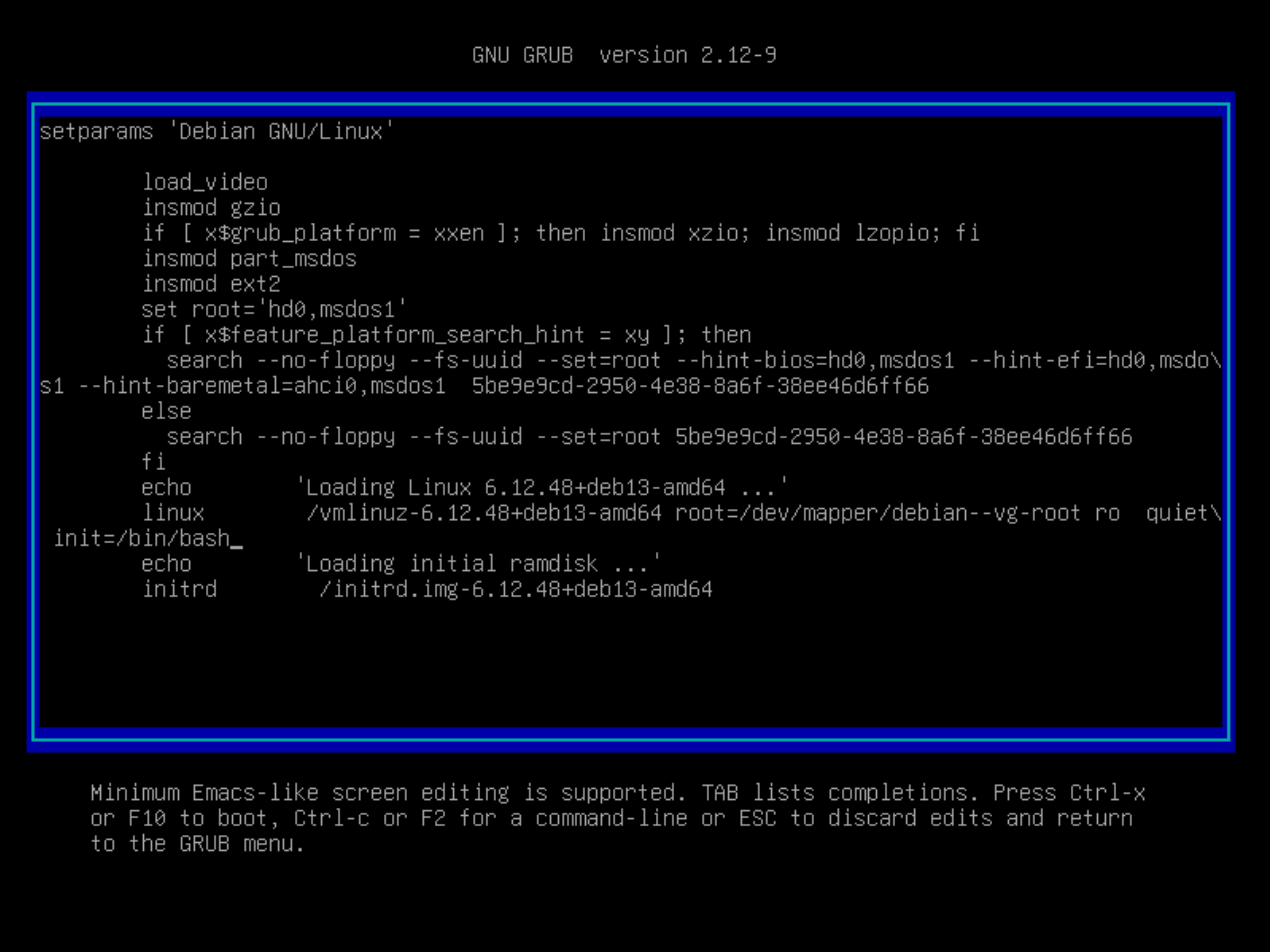 GNU GRUB  version 2.12-9
setparams 'Debian GNU/Linux'
load_video
insmod gzio
if [ x$grub_platform = xxen ]; then insmod xzio; insmod lzopio; fi
insmod part_msdos
insmod ext2
set root='hd0,msdos1'
if [ x$feature_platform_search_hint = xy ]; then
search --no-floppy --fs-uuid --set=root --hint-bios=hd0,msdos1 --hint-efi=hd0,msdo\
s1 --hint-baremetal=ahci0,msdos1  5be9e9cd-2950-4e38-8a6f-38ee46d6ff66
else
search --no-floppy --fs-uuid --set=root 5be9e9cd-2950-4e38-8a6f-38ee46d6ff66
fi
echo 'Loading Linux 6.12.48+deb13-amd64 ...'
linux /vmlinuz-6.12.48+deb13-amd64 root=/dev/mapper/debian--vg-root ro  quiet\
init=/bin/bash_
echo 'Loading initial ramdisk ...'
initrd /initrd.img-6.12.48+deb13-amd64
Minimum Emacs-like screen editing is supported. TAB lists completions. Press Ctrl-x
or F10 to boot, Ctrl-c or F2 for a command-line or ESC to discard edits and return
to the GRUB menu.